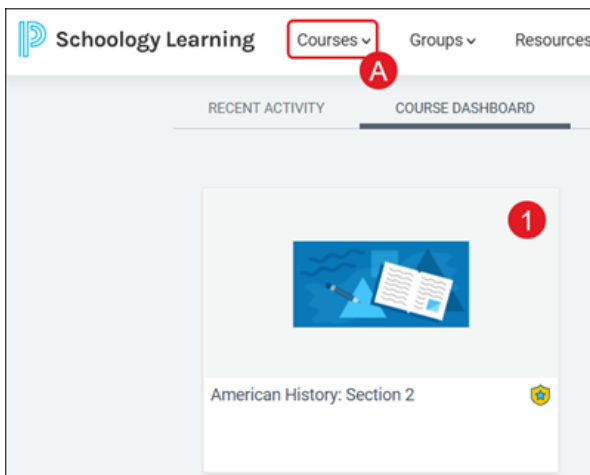 Schoology Learning Courses Groups Resources
A
RECENT ACTIVITY COURSE DASHBOARD
1
American History: Section 2